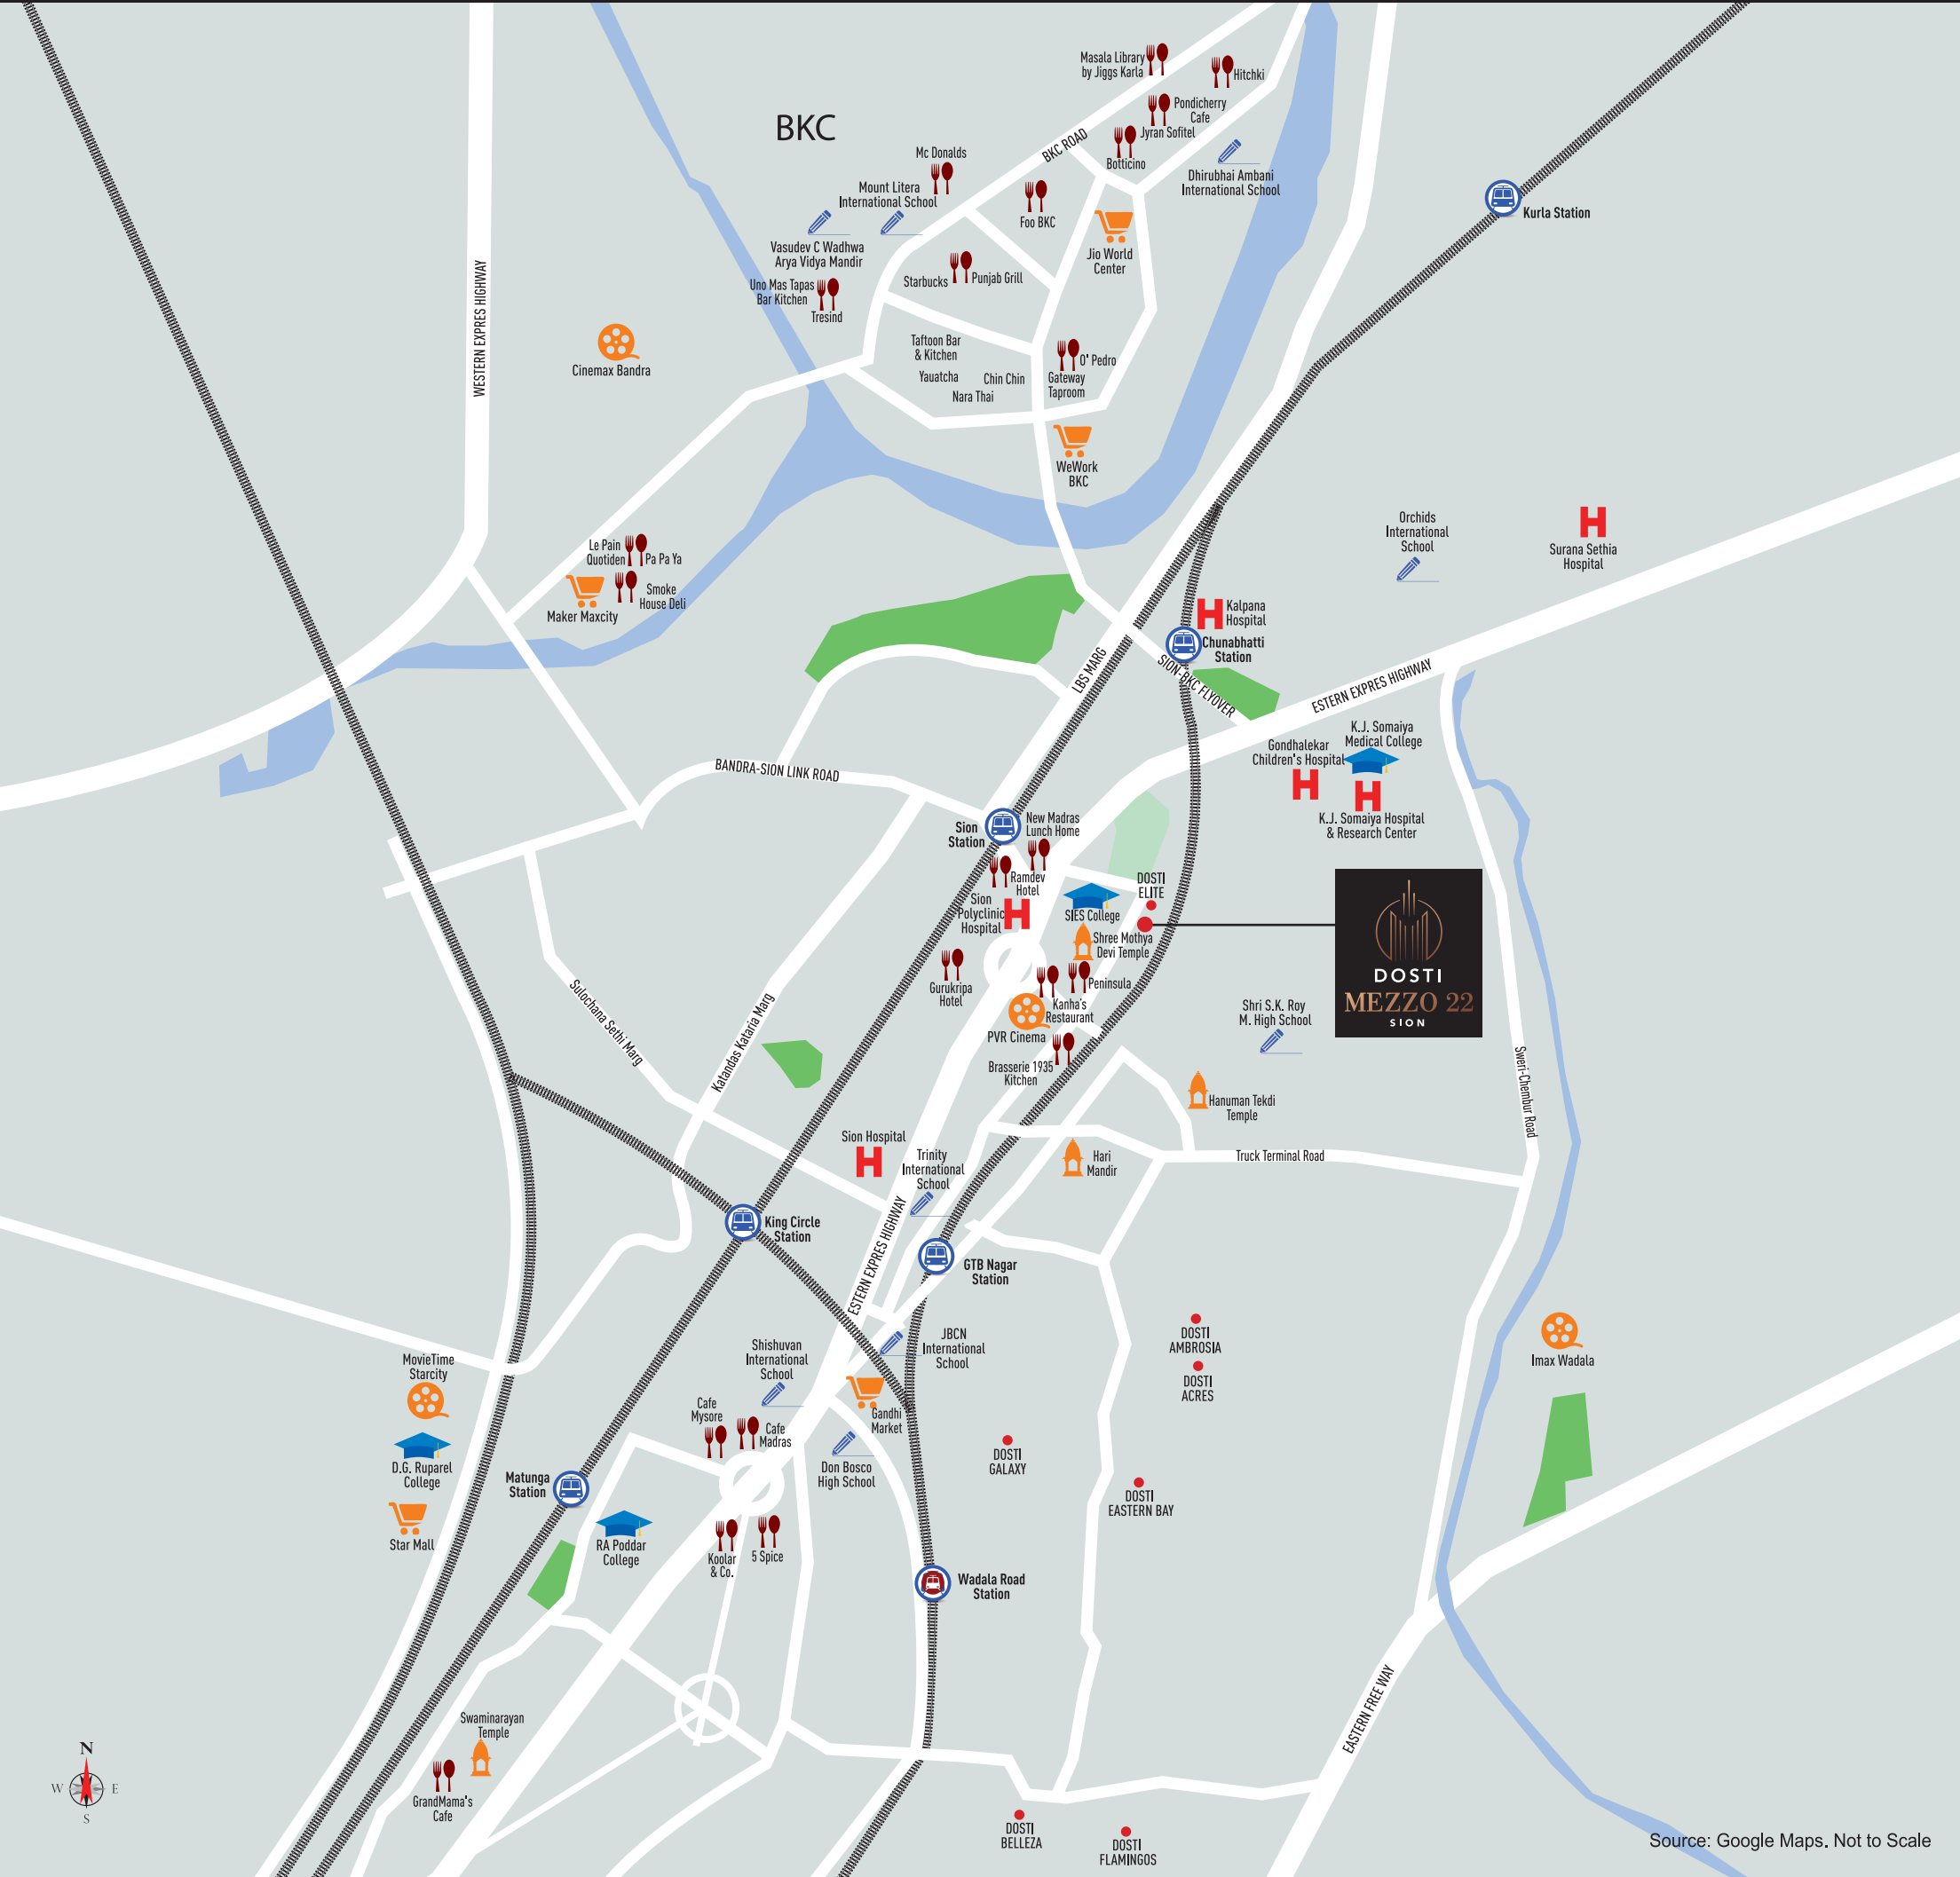 Masala Library
by Jiggs Karla
Hitchki
Pondicherry
Cafe
Jyran Sofitel
Botticino
BKC
BKC ROAD
Mc Donalds
Mount Litera
International School
Dhirubhai Ambani
International School
Foo BKC
Kurla Station
Vasudev C Wadhwa
Arya Vidya Mandir
Jio World
Center
Starbucks
Punjab Grill
Uno Mas Tapas
Bar Kitchen
Tresind
WESTERN EXPRES HIGHWAY
Cinemax Bandra
Taftoon Bar
& Kitchen
Yauatcha
Chin Chin
Nara Thai
O' Pedro
Gateway
Taproom
WeWork
BKC
Orchids
International
School
Surana Sethia
Hospital
Le Pain
Quotiden
Pa Pa Ya
Smoke
House Deli
Maker Maxcity
Kalpana
Hospital
Chunabhatti
Station
LBS MARG
SION-BKC FLYOVER
ESTERN EXPRES HIGHWAY
K.J. Somaiya
Medical College
Gondhalekar
Children's Hospital
BANDRA-SION LINK ROAD
K.J. Somaiya Hospital
& Research Center
Sion
Station
New Madras
Lunch Home
Ramdev
Hotel
DOSTI
ELITE
Sion
Polyclinic
Hospital
SIES College
Shree Mothya
Devi Temple
DOSTI
MEZZO 22
SION
Gurukripa
Hotel
Peninsula
Kanha's
Restaurant
PVR Cinema
Shri S.K. Roy
M. High School
Sulochana Sethi Marg
Katandas Kataria Marg
Brasserie 1935
Kitchen
Sweri-Chembur Road
Hanuman Tekdi
Temple
Sion Hospital
Trinity
International
School
Hari
Mandir
Truck Terminal Road
King Circle
Station
ESTERN EXPRES HIGHWAY
GTB Nagar
Station
JBCN
International
School
DOSTI
AMBROSIA
Imax Wadala
MovieTime
Starcity
Shishuvan
International
School
DOSTI
ACRES
Cafe
Mysore
Cafe
Madras
Gandhi
Market
D.G. Ruparel
College
Matunga
Station
Don Bosco
High School
DOSTI
GALAXY
DOSTI
EASTERN BAY
Star Mall
RA Poddar
College
Koolar
& Co.
5 Spice
Wadala Road
Station
EASTERN FREE WAY
Swaminarayan
Temple
GrandMama's
Cafe
N
W E
S
DOSTI
BELLEZA
DOSTI
FLAMINGOS
Source: Google Maps. Not to Scale